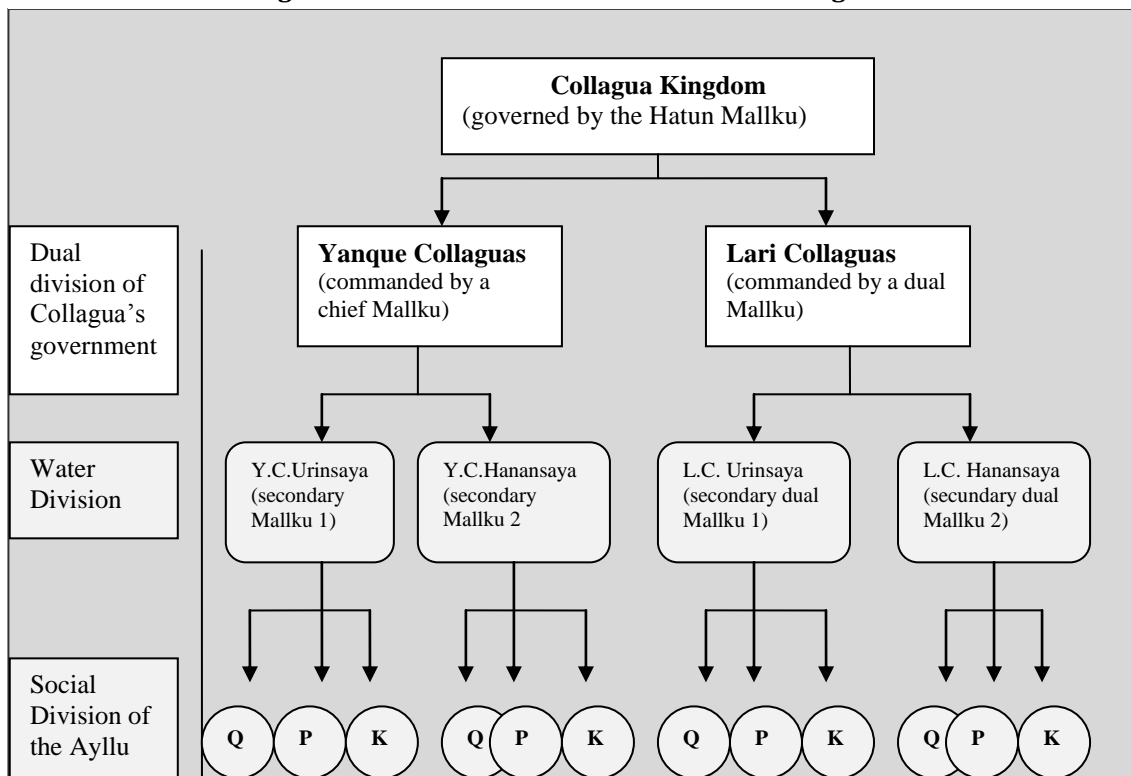 Collagua Kingdom
(governed by the Hatun Mallku)
Dual
division of
Collagua’s
government
Yanque Collaguas
(commanded by a
chief Mallku)
Lari Collaguas
(commanded by a dual
Mallku)
Water
Division
Y.C.Urinsaya
(secondary
Mallku 1)
Y.C.Hanansaya
(secondary
Mallku 2
L.C. Urinsaya
(secondary dual
Mallku 1)
L.C. Hanansaya
(secundary dual
Mallku 2)
Social
Division of
the Ayllu
Q P K Q P K Q P K Q P K